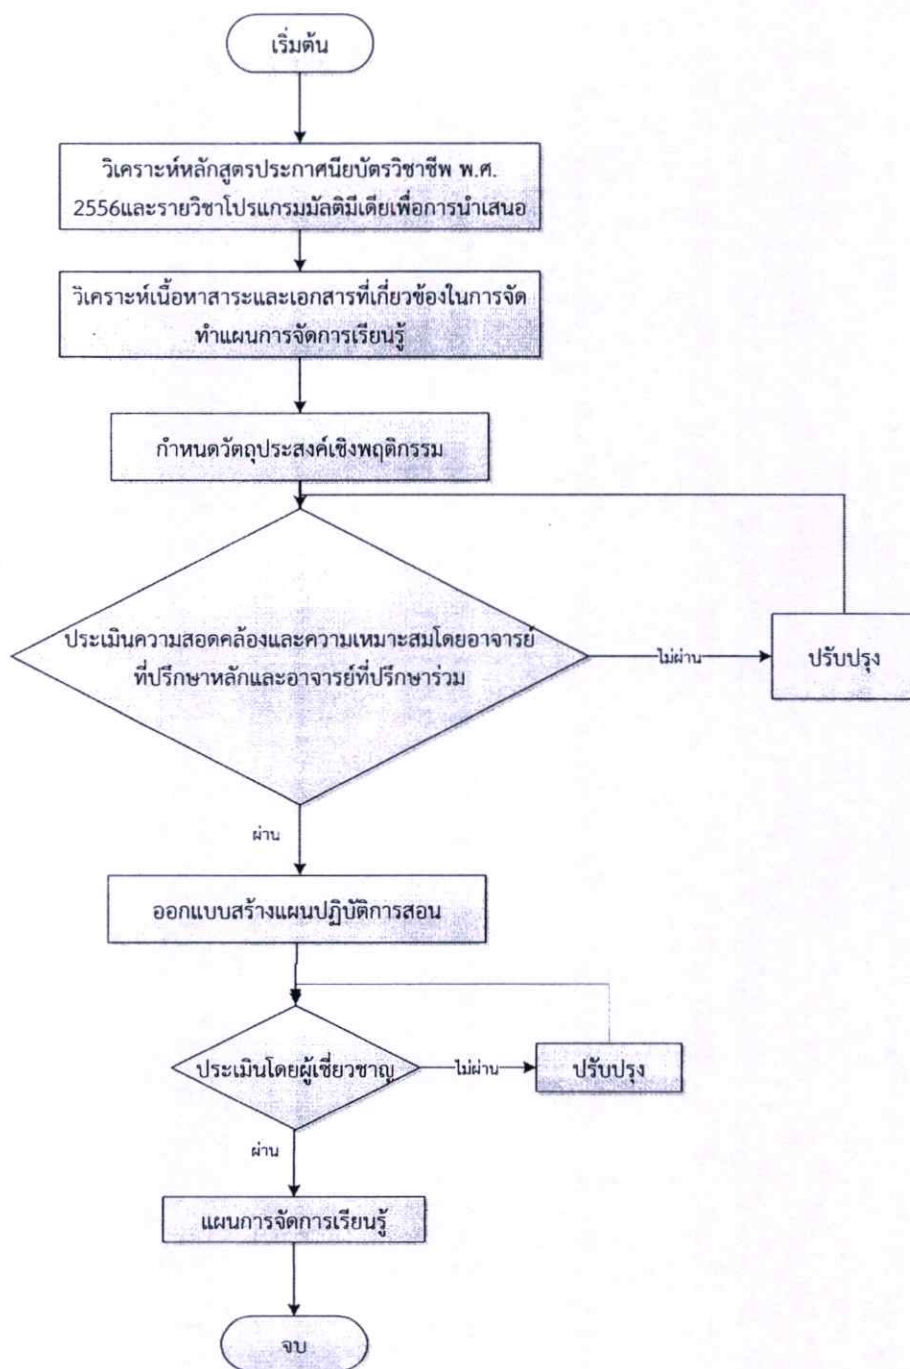 เริ่มต้น
วิเคราะห์หลักสูตรประกาศนียบัตรวิชาชีพ พ.ศ.
2556และรายวิชาโปรแกรมมัลติมีเดียเพื่อการนำเสนอ
วิเคราะห์เนื้อหาสาระและเอกสารที่เกี่ยวข้องในการจัด
ทำแผนการจัดการเรียนรู้
กำหนดวัตถุประสงค์เชิงพฤติกรรม
ประเมินความสอดคล้องและความเหมาะสมโดยอาจารย์
ที่ปรึกษาหลักและอาจารย์ที่ปรึกษาร่วม
ไม่ผ่าน
ปรับปรุง
ผ่าน
ออกแบบสร้างแผนปฏิบัติการสอน
ประเมินโดยผู้เชี่ยวชาญ
ไม่ผ่าน
ปรับปรุง
ผ่าน
แผนการจัดการเรียนรู้
จบ